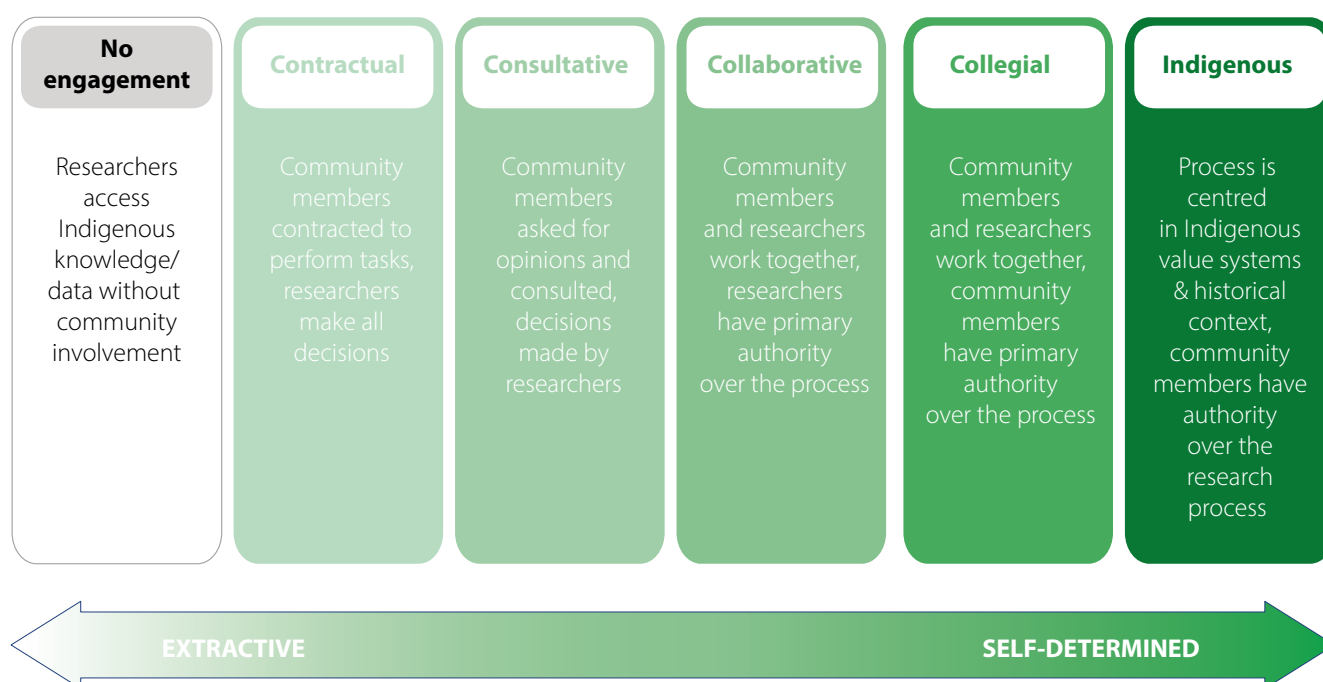 No
engagement
Researchers
access
Indigenous
knowledge/
data without
community
involvement
Contractual
Community
members
contracted to
perform tasks,
researchers
make all
decisions
Consultative
Community
members
asked for
opinions and
consulted,
decisions
made by
researchers
Collaborative
Community
members
and researchers
work together,
researchers
have primary
authority
over the process
Collegial
Community
members
and researchers
work together,
community
members
have primary
authority
over the process
Indigenous
Process is
centred
in Indigenous
value systems
& historical
context,
community
members have
authority
over the
research
process
EXTRACTIVE
SELF-DETERMINED